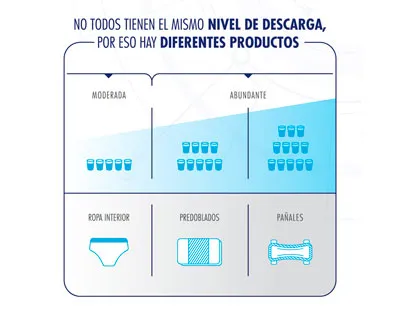 NO TODOS TIENEN EL MISMO NIVEL DE DESCARGA,
POR ESO HAY DIFERENTES PRODUCTOS
MODERADA
ABUNDANTE
ROPA INTERIOR
PREDOBLADOS
PAÑALES